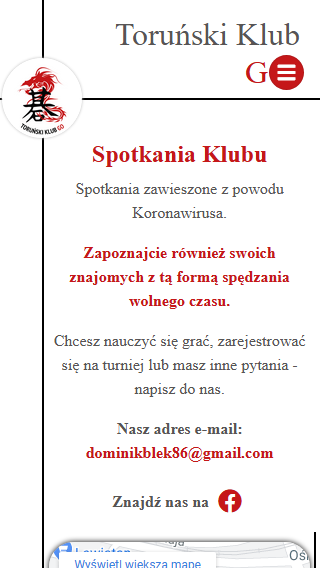 Toruński Klub
G
碁
TORUŃSKI KLUB GO
Spotkania Klubu
Spotkania zawieszone z powodu
Koronawirusa.
Zapoznajcie również swoich
znajomych z tą formą spędzania
wolnego czasu.
Chcesz nauczyć się grać, zarejestrować
się na turniej lub masz inne pytania -
napisz do nas.
Nasz adres e-mail:
dominikblek86@gmail.com
Znajdź nas na
Wyświetl większą mapę